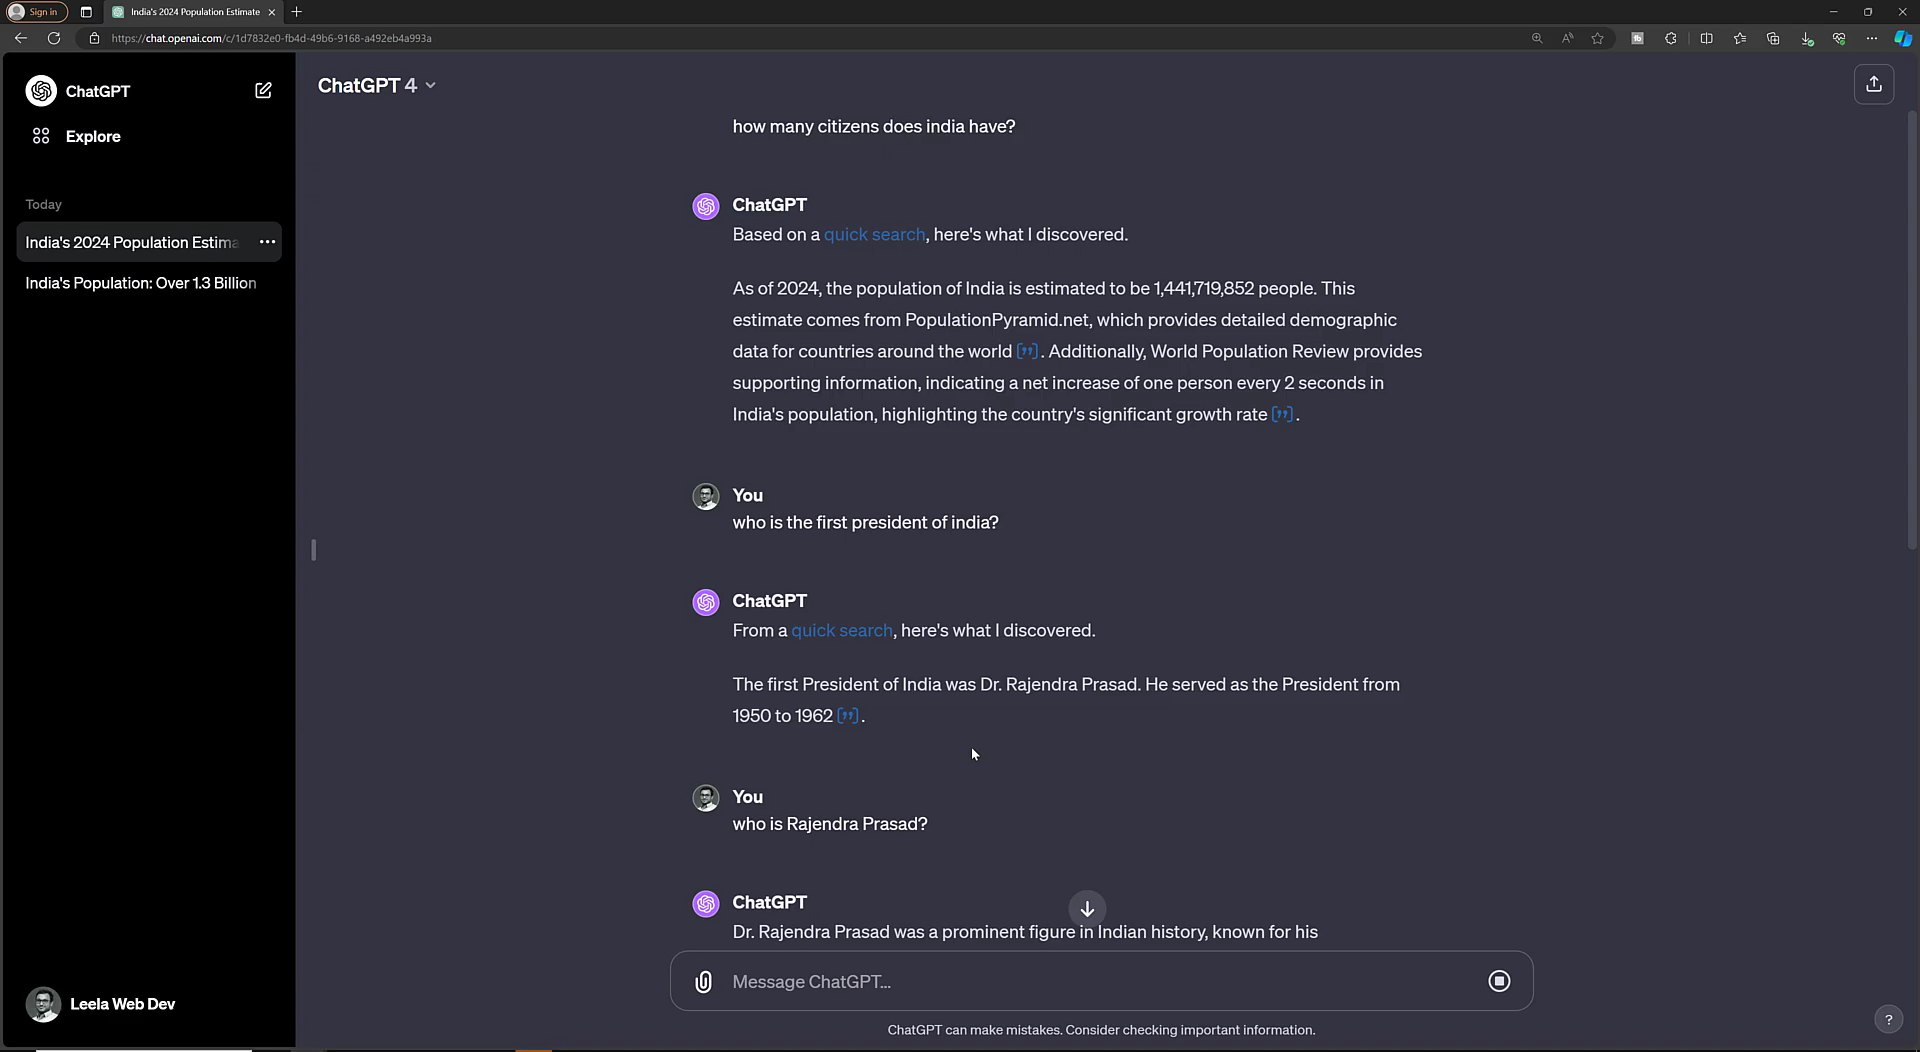 Sign in
India's 2024 Population Estimate
https://chat.openai.com/c/1d7832e0-fb4d-49b6-9168-a492eb4a993a
ChatGPT
Explore
Today
India's 2024 Population Estima
India's Population: Over 1.3 Billion
Leela Web Dev
ChatGPT 4
how many citizens does india have?
ChatGPT
Based on a quick search, here's what I discovered.
As of 2024, the population of India is estimated to be 1,441,719,852 people. This
estimate comes from PopulationPyramid.net, which provides detailed demographic
data for countries around the world ["]. Additionally, World Population Review provides
supporting information, indicating a net increase of one person every 2 seconds in
India's population, highlighting the country's significant growth rate ["].
You
who is the first president of india?
ChatGPT
From a quick search, here's what I discovered.
The first President of India was Dr. Rajendra Prasad. He served as the President from
1950 to 1962 ["].
You
who is Rajendra Prasad?
ChatGPT
Dr. Rajendra Prasad was a prominent figure in Indian history, known for his
Message ChatGPT...
ChatGPT can make mistakes. Consider checking important information.
?